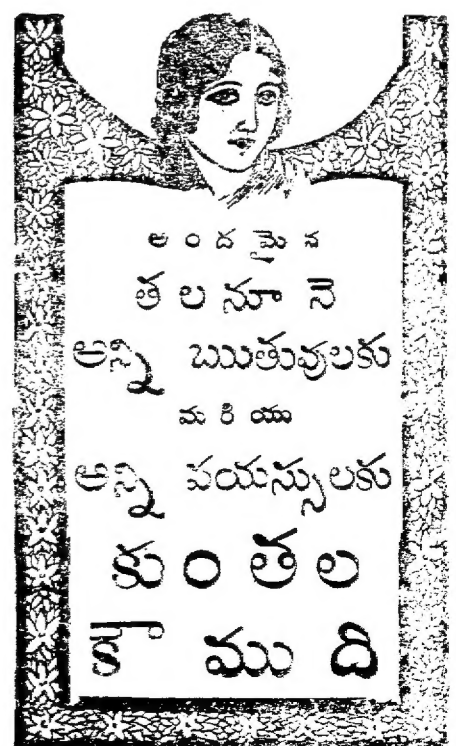 అందమైన
తలనూనె
అన్ని ఋతువులకు
మరియు
అన్ని వయస్సులకు
కుంతల
కౌముది